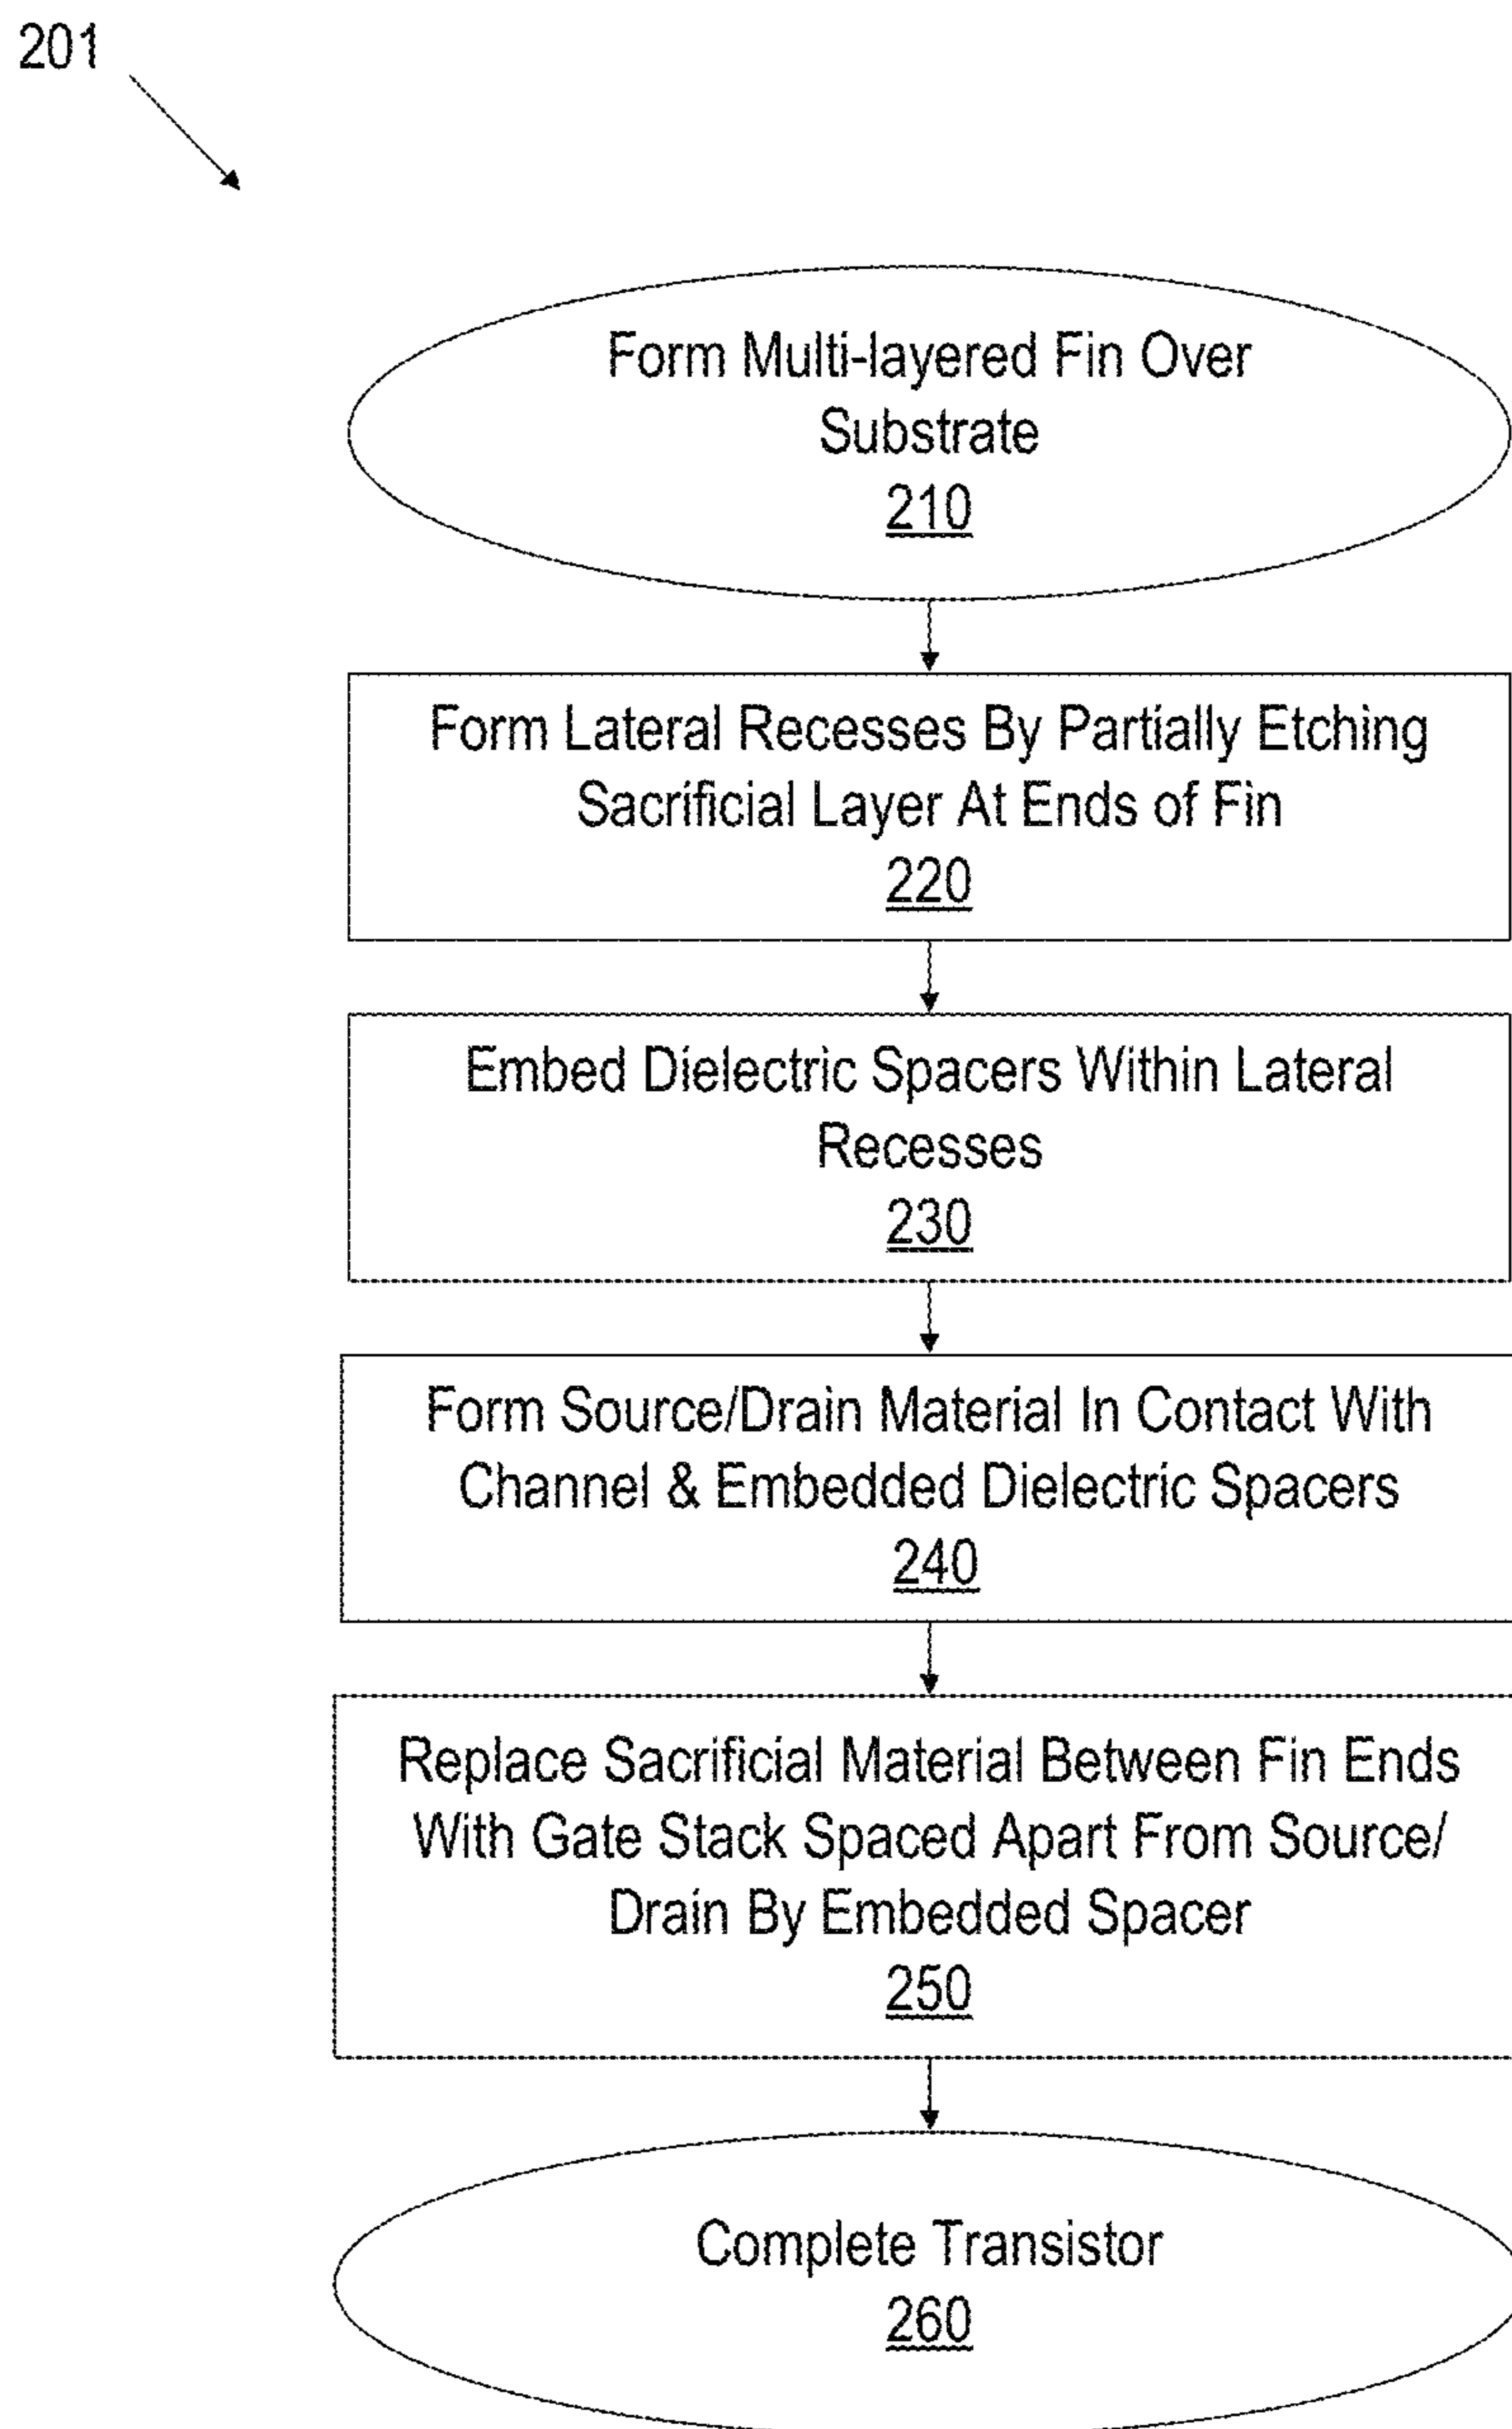 201
Form Multi-layered Fin Over
Substrate
210
Form Lateral Recesses By Partially Etching
Sacrificial Layer At Ends of Fin
220
Embed Dielectric Spacers Within Lateral
Recesses
230
Form Source/Drain Material In Contact With
Channel & Embedded Dielectric Spacers
240
Replace Sacrificial Material Between Fin Ends
With Gate Stack Spaced Apart From Source/
Drain By Embedded Spacer
250
Complete Transistor
260